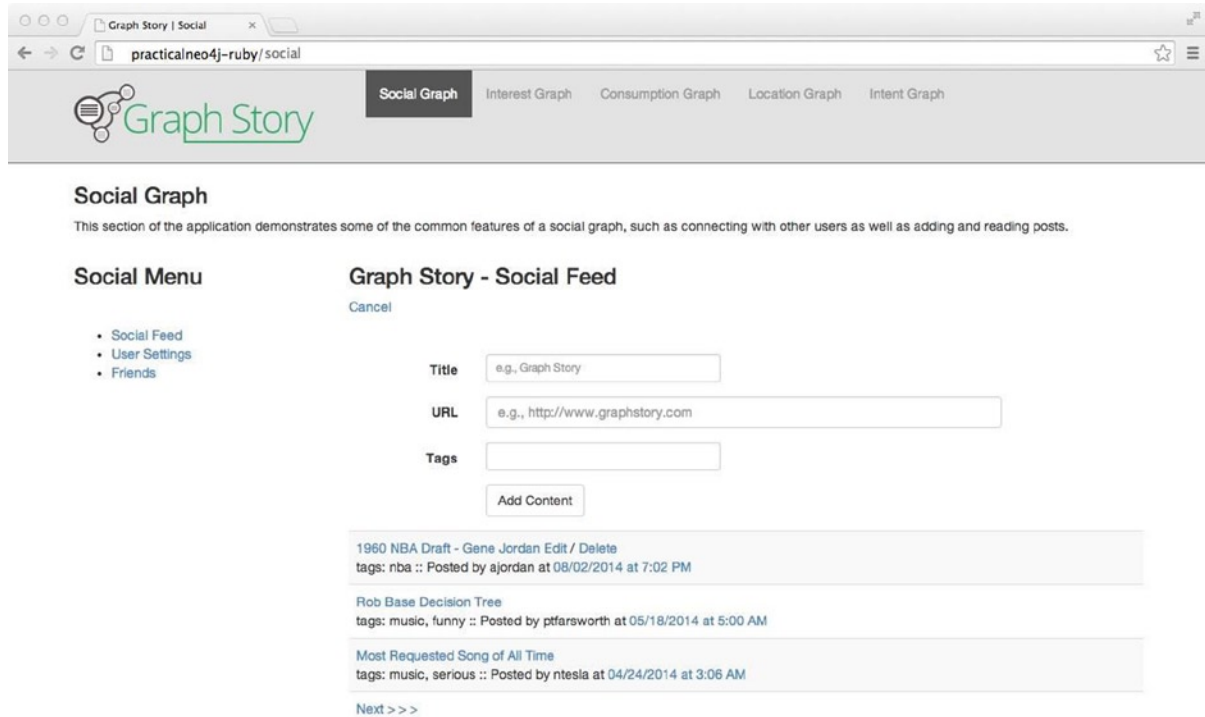 Graph Story | Social
practicalneo4j-ruby/social
Graph Story
Social Graph
Interest Graph
Consumption Graph
Location Graph
Intent Graph
Social Graph
This section of the application demonstrates some of the common features of a social graph, such as connecting with other users as well as adding and reading posts.
Social Menu
Social Feed
User Settings
Friends
Graph Story - Social Feed
Cancel
Title
e.g., Graph Story
URL
e.g., http://www.graphstory.com
Tags
Add Content
1960 NBA Draft - Gene Jordan Edit / Delete
tags: nba :: Posted by ajordan at 08/02/2014 at 7:02 PM
Rob Base Decision Tree
tags: music, funny :: Posted by ptfarsworth at 05/18/2014 at 5:00 AM
Most Requested Song of All Time
tags: music, serious :: Posted by ntesla at 04/24/2014 at 3:06 AM
Next > > >